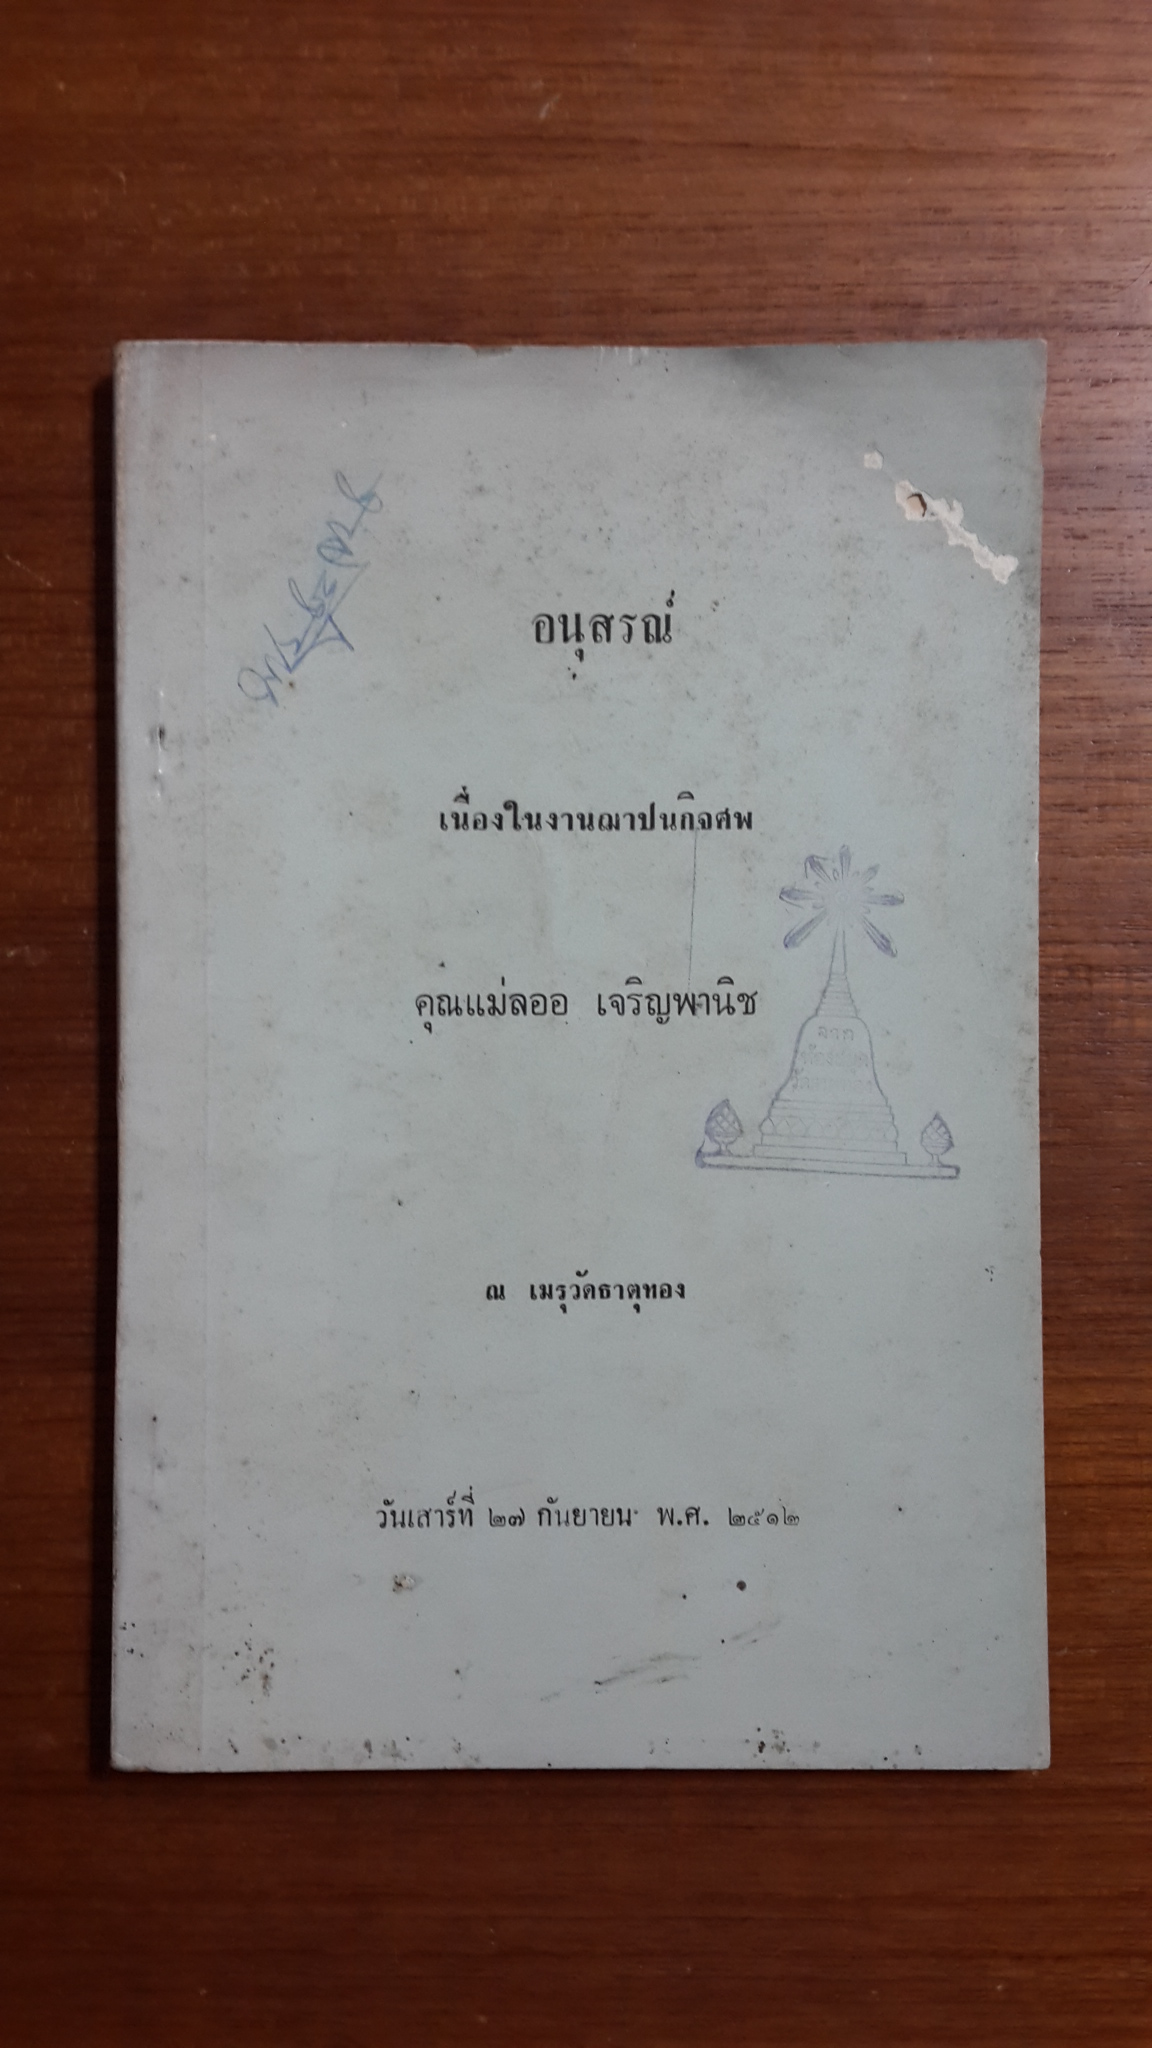 อนุสรณ์
เนื่องในงานฌาปนกิจศพ
คุณแม่ลออ เจริญพานิช
ณ เมรุวัดธาตุทอง
วันเสาร์ที่ ๒๗ กันยายน พ.ศ. ๒๕๑๒